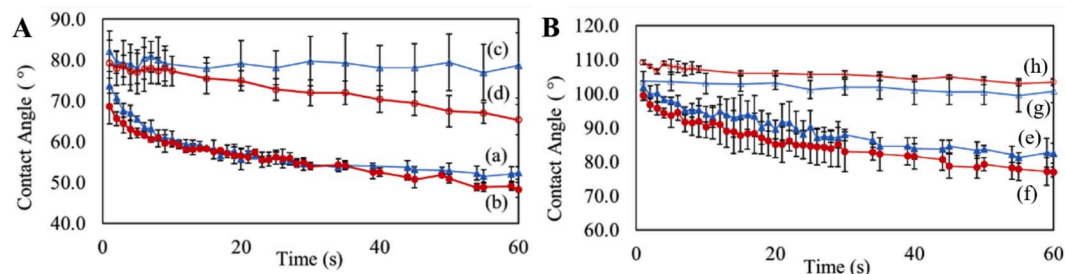 A
Contact Angle ( °)
90.0
80.0
70.0
60.0
50.0
40.0
(c)
(d)
(a)
(b)
0
20
40
60
Time (s)
B
Contact Angle ( °)
120.0
110.0
100.0
90.0
80.0
70.0
60.0
(h)
(g)
(e)
(f)
0
20
40
60
Time (s)